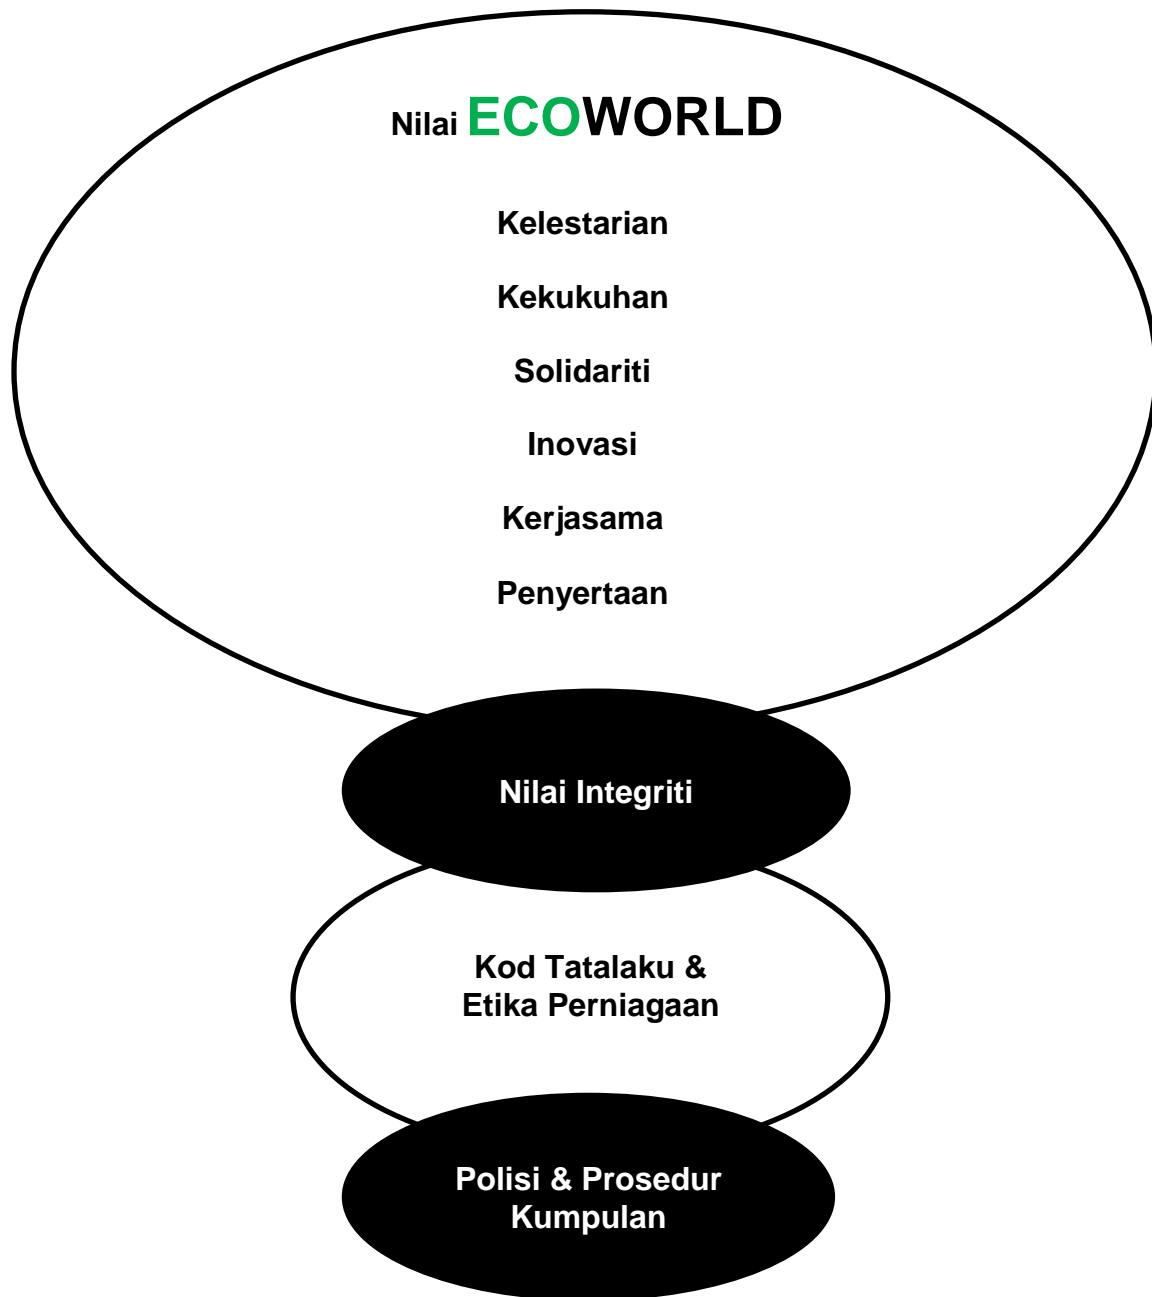 Nilai ECOWORLD
Kelestarian
Kekukuhan
Solidariti
Inovasi
Kerjasama
Penyertaan
Nilai Integriti
Kod Tatalaku &
Etika Perniagaan
Polisi & Prosedur
Kumpulan